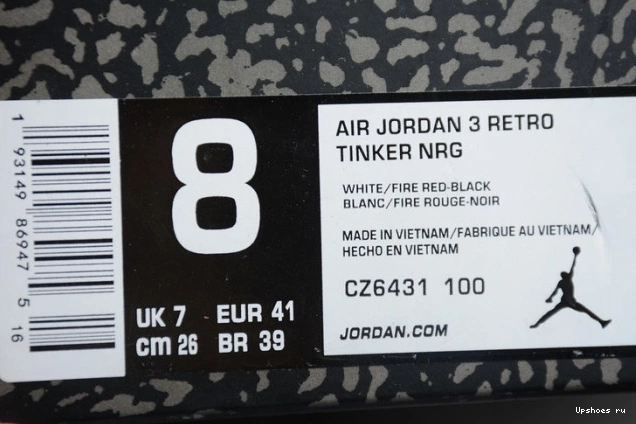 1 93149 86947 5 16
8
UK 7 EUR 41
cm 26 BR 39
AIR JORDAN 3 RETRO
TINKER NRG
WHITE/FIRE RED-BLACK
BLANC/FIRE ROUGE-NOIR
MADE IN VIETNAM/FABRIQUE AU VIETNAM/
HECHO EN VIETNAM
CZ6431 100
JORDAN.COM
Upshoes ru